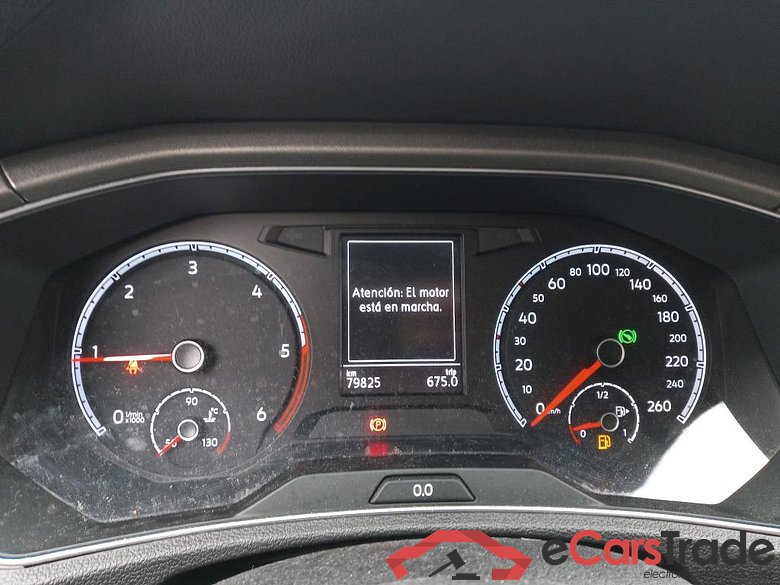 0 1 2 3 4 5 6
1/min
x1000
50 90 130
°C
Atención: El motor
está en marcha.
km trip
79825 675.0
0 10 20 30 40 50 60 80 100 120 140 160 180 200 220 240 260
km/h
0 1/2 1
(P)
0,0
eCarsTrade
electro